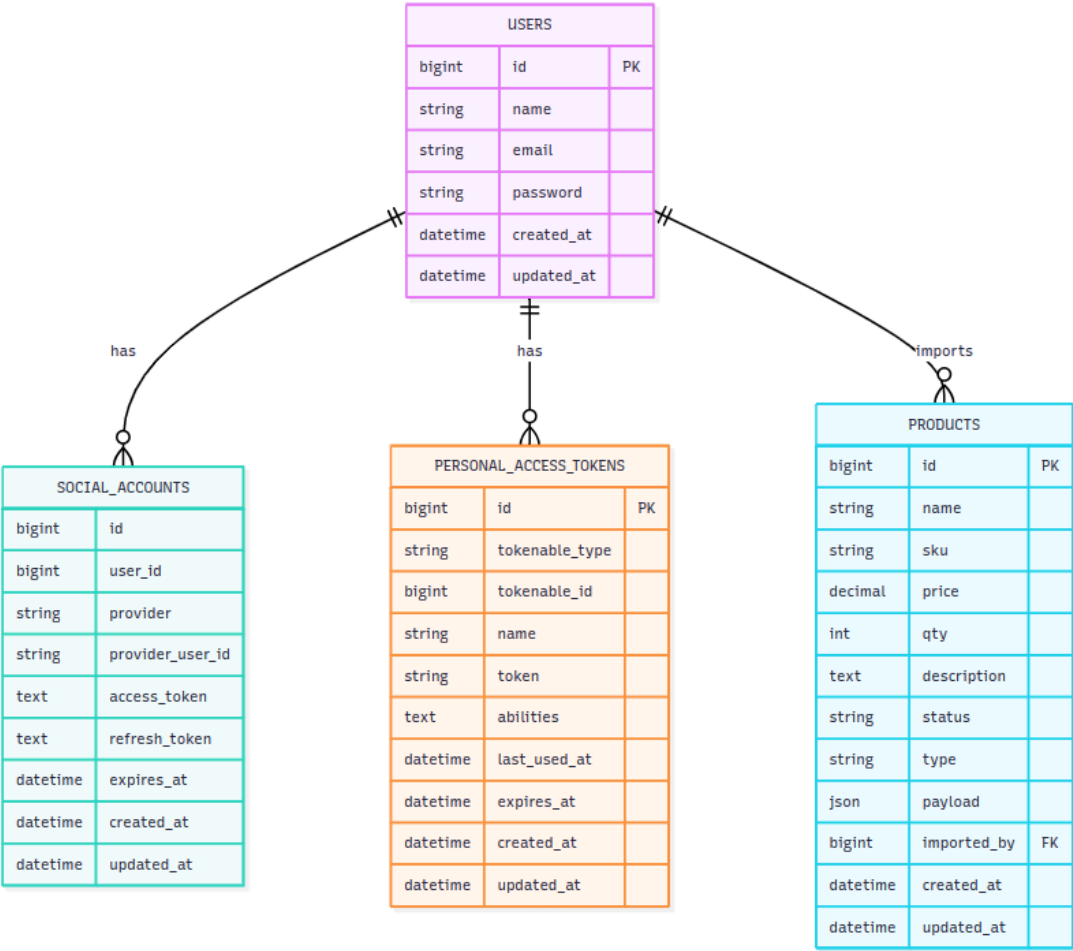 USERS
bigint id PK
string name
string email
string password
datetime created_at
datetime updated_at
has
has
imports
SOCIAL_ACCOUNTS
bigint id
bigint user_id
string provider
string provider_user_id
text access_token
text refresh_token
datetime expires_at
datetime created_at
datetime updated_at
PERSONAL_ACCESS_TOKENS
bigint id PK
string tokenable_type
bigint tokenable_id
string name
string token
text abilities
datetime last_used_at
datetime expires_at
datetime created_at
datetime updated_at
PRODUCTS
bigint id PK
string name
string sku
decimal price
int qty
text description
string status
string type
json payload
bigint imported_by FK
datetime created_at
datetime updated_at